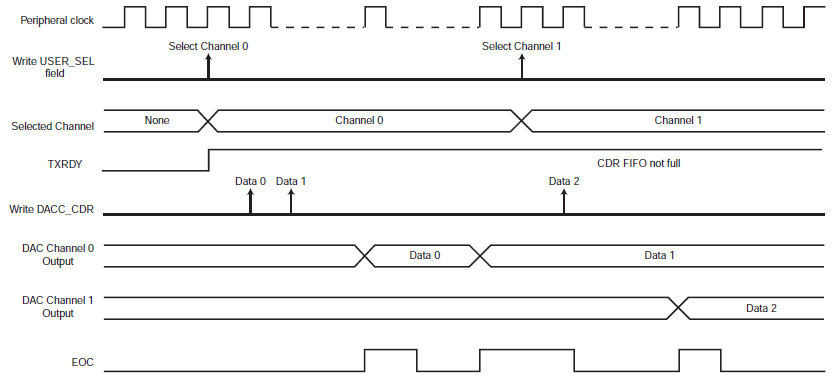 Peripheral clock
Select Channel 0
Select Channel 1
Write USER_SEL
field
Selected Channel
None
Channel 0
Channel 1
TXRDY
CDR FIFO not full
Data 0
Data 1
Data 2
Write DACC_CDR
DAC Channel 0
Output
Data 0
Data 1
DAC Channel 1
Output
Data 2
EOC